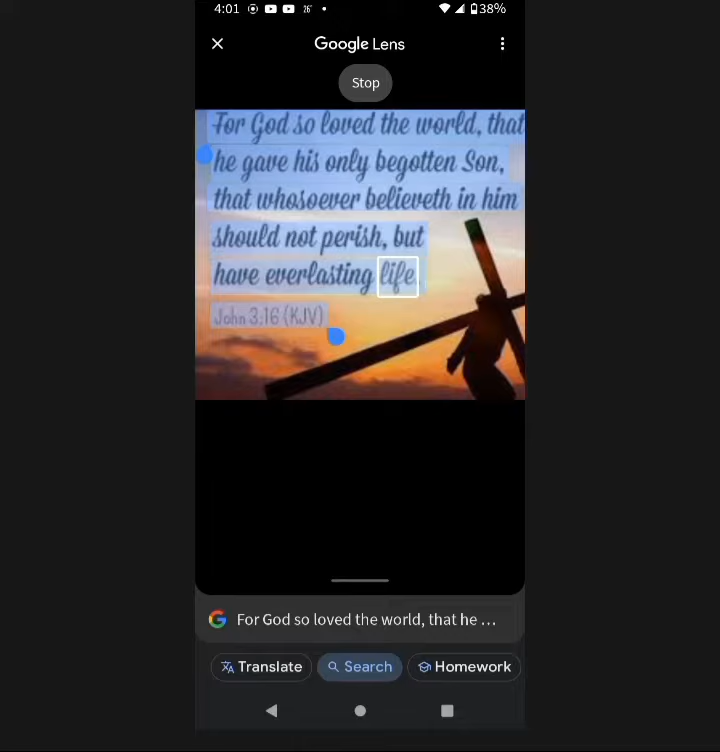 4:01 26° 38%
Google Lens
Stop
For God so loved the world, that
he gave his only begotten Son,
that whosoever believeth in him
should not perish, but
have everlasting life.
John 3:16 (KJV)
For God so loved the world, that he ...
Translate Search Homework